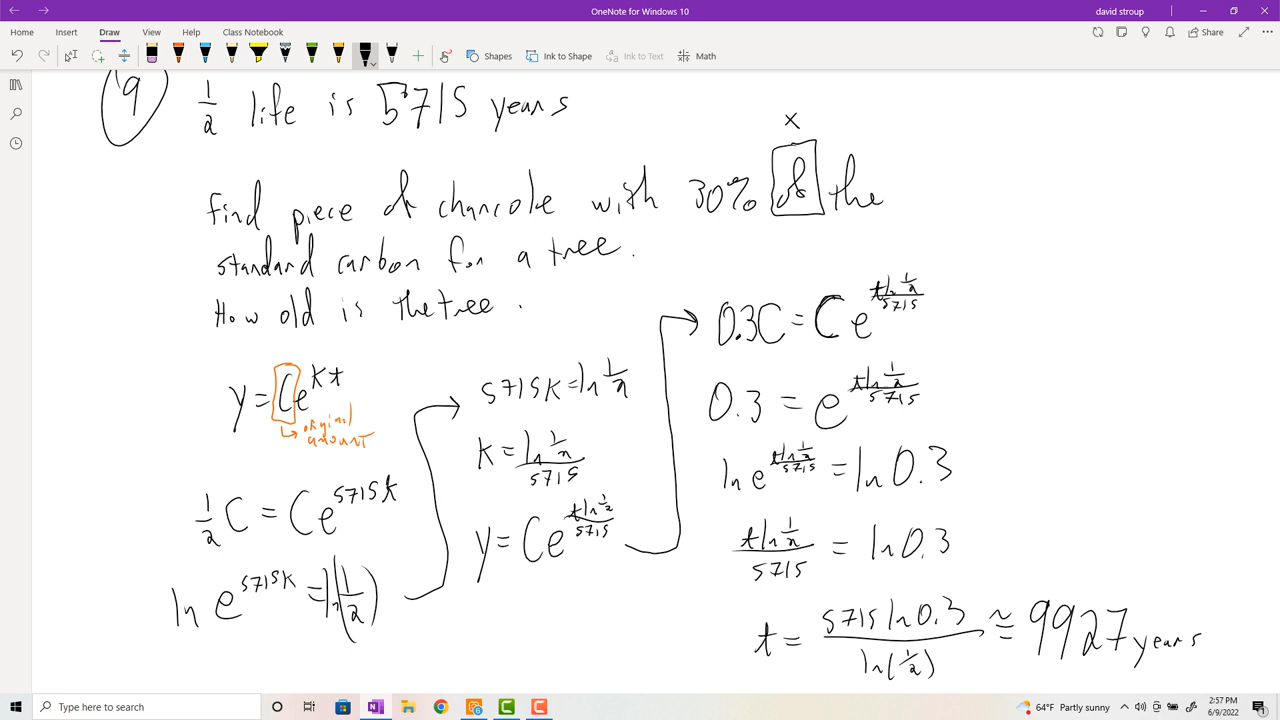 OneNote for Windows 10
david stroup
Home Insert Draw View Help Class Notebook
Shapes Ink to Shape Ink to Text Math Share
9 1/2 life is 5715 years
x
find piece of charcole with 30% of the
standard carbon for a tree.
How old is the tree.
y = Ce^kt
original
amount
1/2 C = Ce^5715k
ln e^5715k = ln(1/2)
5715k = ln 1/2
k = ln 1/2 / 5715
y = Ce^(t ln 1/2 / 5715)
0.3C = Ce^(t ln 1/2 / 5715)
0.3 = e^(t ln 1/2 / 5715)
ln e^(t ln 1/2 / 5715) = ln 0.3
t ln 1/2 / 5715 = ln 0.3
t = 5715 ln 0.3 / ln(1/2) ≈ 9927 years
Type here to search
64°F Partly sunny
2:57 PM
6/9/2022